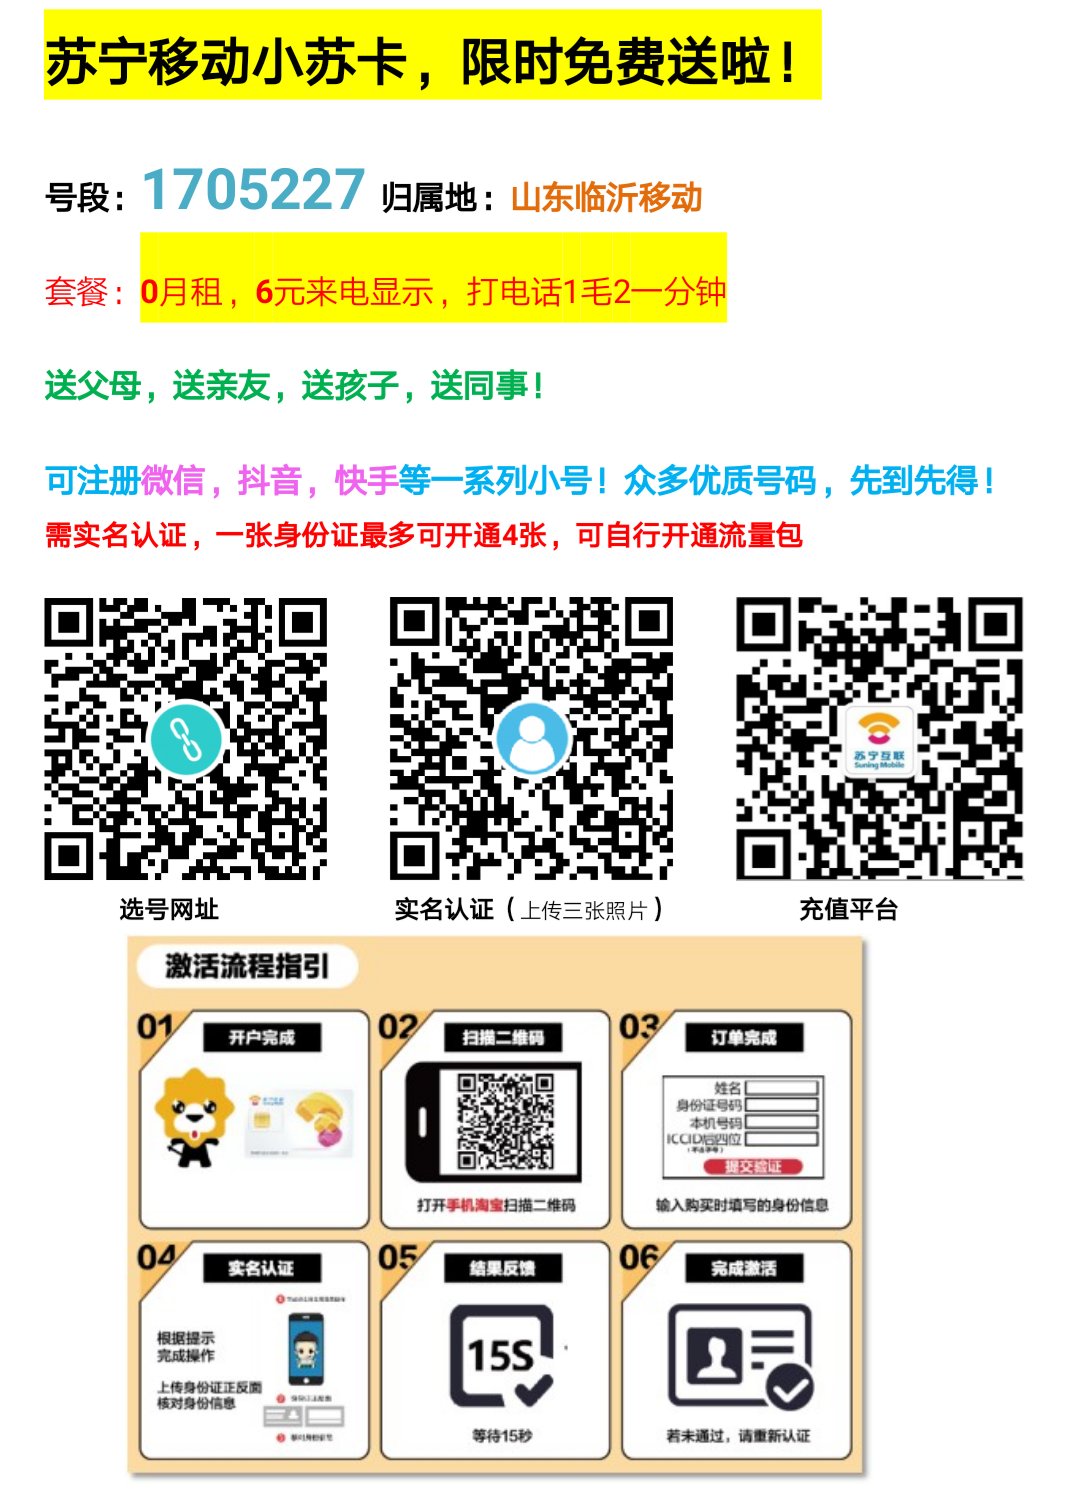 苏宁移动小苏卡，限时免费送啦！
号段：1705227 归属地：山东临沂移动
套餐：0月租，6元来电显示，打电话1毛2一分钟
送父母，送亲友，送孩子，送同事！
可注册微信，抖音，快手等一系列小号！众多优质号码，先到先得！
需实名认证，一张身份证最多可开通4张，可自行开通流量包
苏宁互联
Suning Mobile
选号网址
实名认证（上传三张照片）
充值平台
激活流程指引
01
开户完成
02
扫描二维码
打开手机淘宝扫描二维码
03
订单完成
姓名
身份证号码
本机号码
ICCID后四位
提交验证
输入购买时填写的身份信息
04
实名认证
根据提示
完成操作
上传身份证正反面
核对身份信息
05
结果反馈
15S
等待15秒
06
完成激活
若未通过，请重新认证